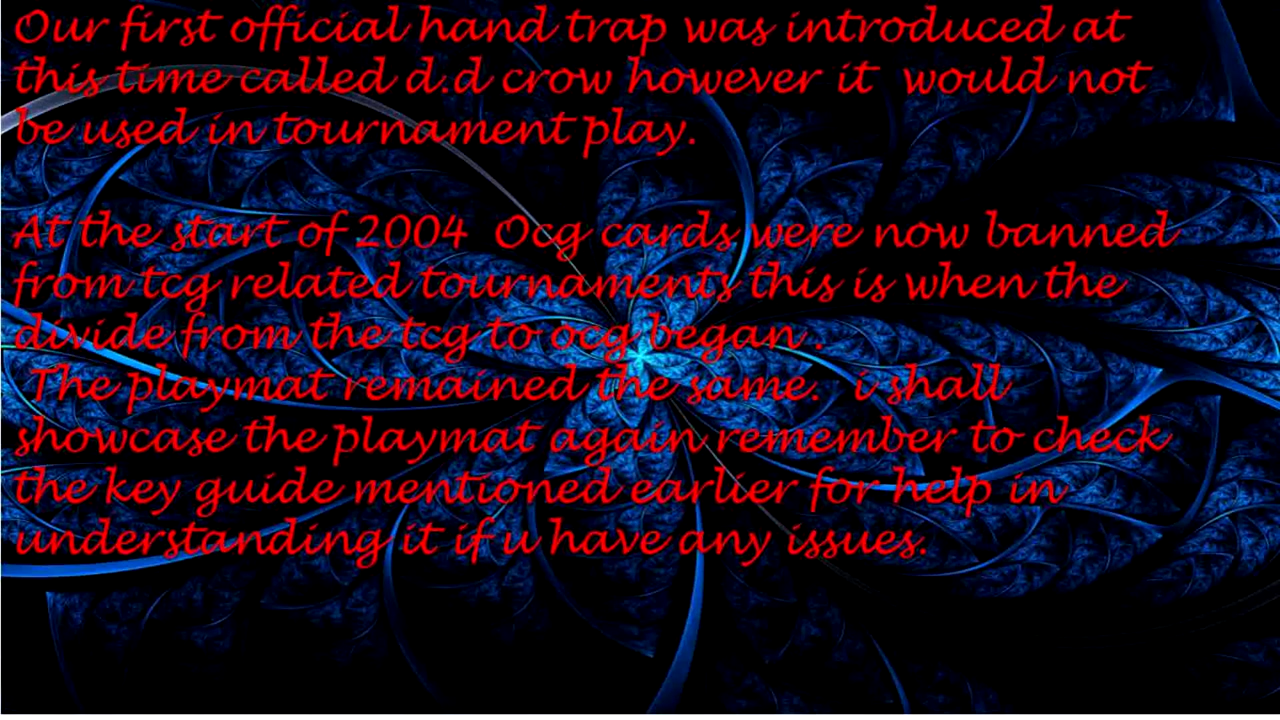 Our first official hand trap was introduced at
this time called d.d crow however it would not
be used in tournament play.
At the start of 2004 Ocg cards were now banned
from tcg related tournaments this is when the
divide from the tcg to ocg began .
The playmat remained the same. i shall
showcase the playmat again remember to check
the key guide mentioned earlier for help in
understanding it if u have any issues.